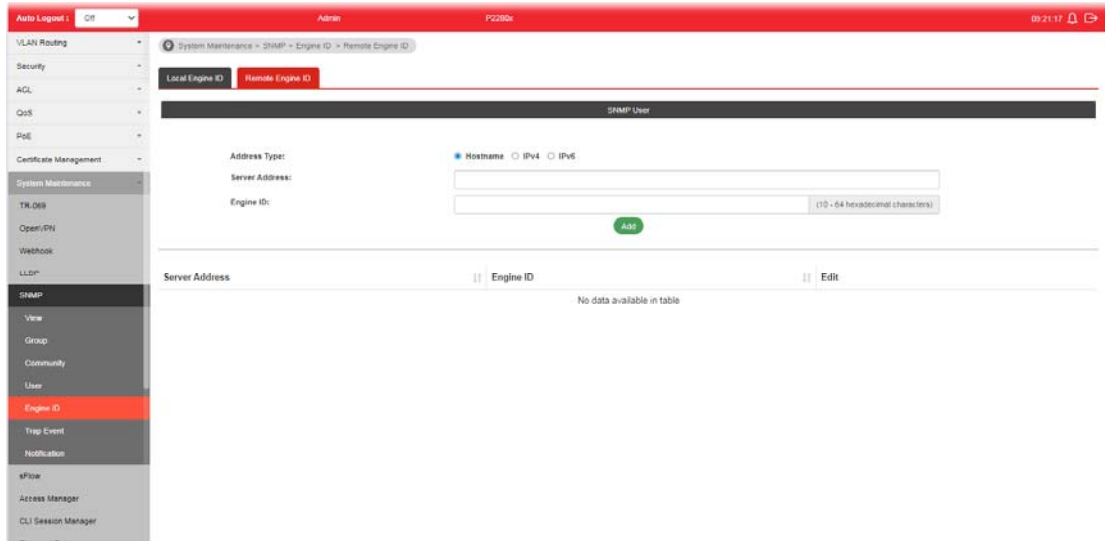 Auto Logout : Off Admin P2280x 09:21:17
VLAN Routing
Security
ACL
QoS
PoE
Certificate Management
System Maintenance
TR-069
OpenVPN
Webhook
LLDP
SNMP
View
Group
Community
User
Engine ID
Trap Event
Notification
sFlow
Access Manager
CLI Session Manager
System Maintenance > SNMP > Engine ID > Remote Engine ID
Local Engine ID Remote Engine ID
SNMP User
Address Type: Hostname IPv4 IPv6
Server Address:
Engine ID: (10 - 64 hexadecimal characters)
Add
Server Address Engine ID Edit
No data available in table